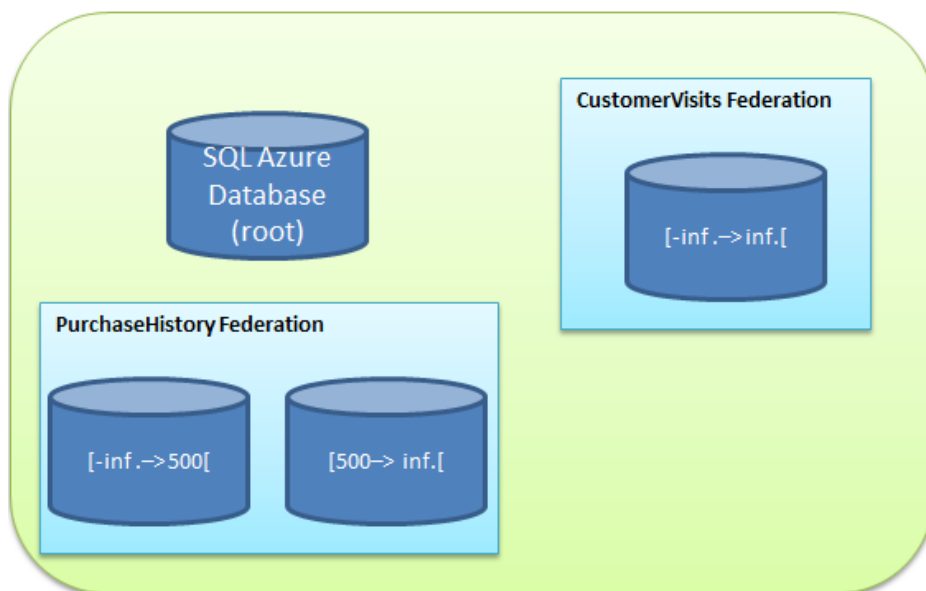 CustomerVisits Federation
SQL Azure
Database
(root)
[-inf.–>inf.[
PurchaseHistory Federation
[-inf.–>500[
[500–> inf.[